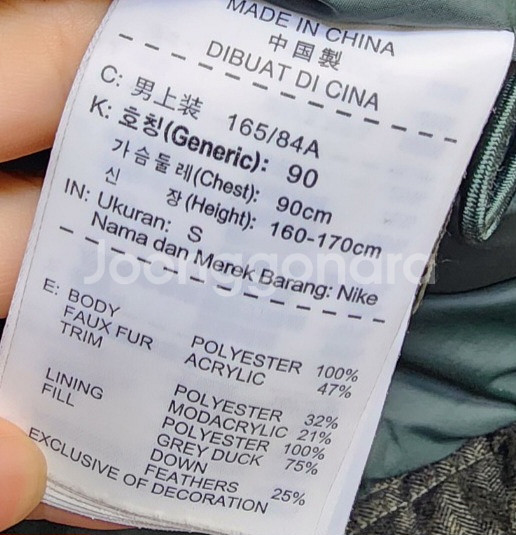 MADE IN CHINA
中国製
DIBUAT DI CINA
C: 男上装 165/84A
K: 호칭(Generic): 90
가슴둘레(Chest): 90cm
신 장(Height): 160-170cm
IN: Ukuran: S
Nama dan Merek Barang: Nike
Joonggonara
E: BODY POLYESTER 100%
FAUX FUR ACRYLIC 47%
TRIM POLYESTER 32%
MODACRYLIC 21%
LINING POLYESTER 100%
FILL GREY DUCK 75%
DOWN
FEATHERS 25%
EXCLUSIVE OF DECORATION